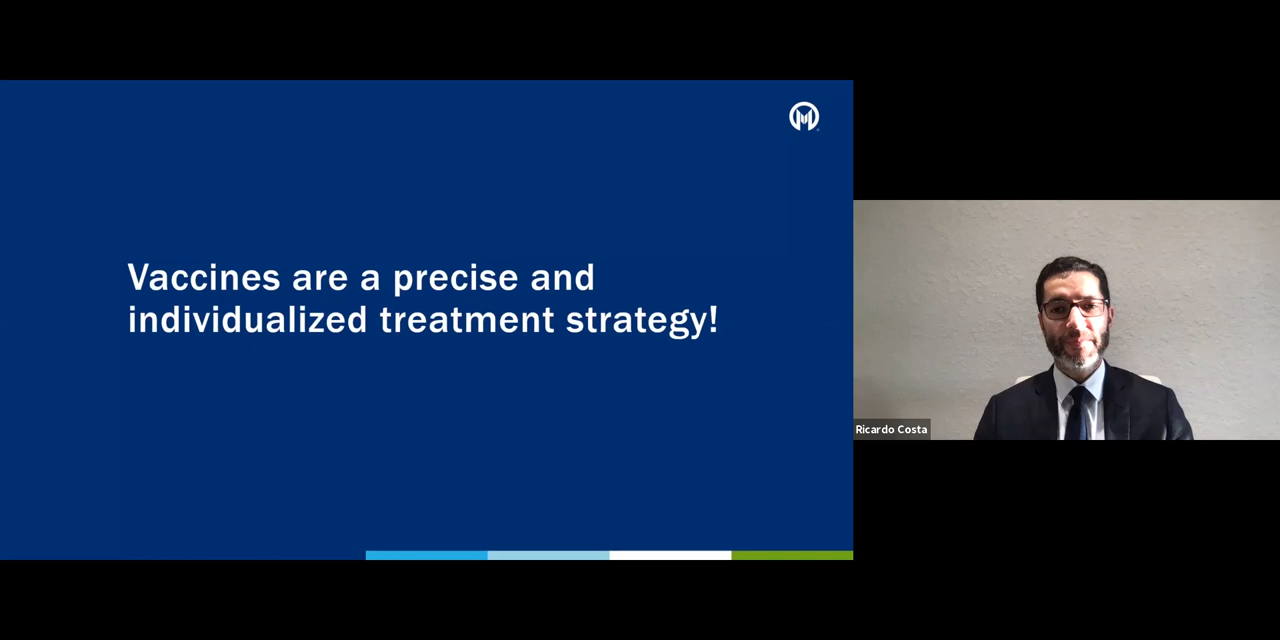 Vaccines are a precise and
individualized treatment strategy!
Ricardo Costa